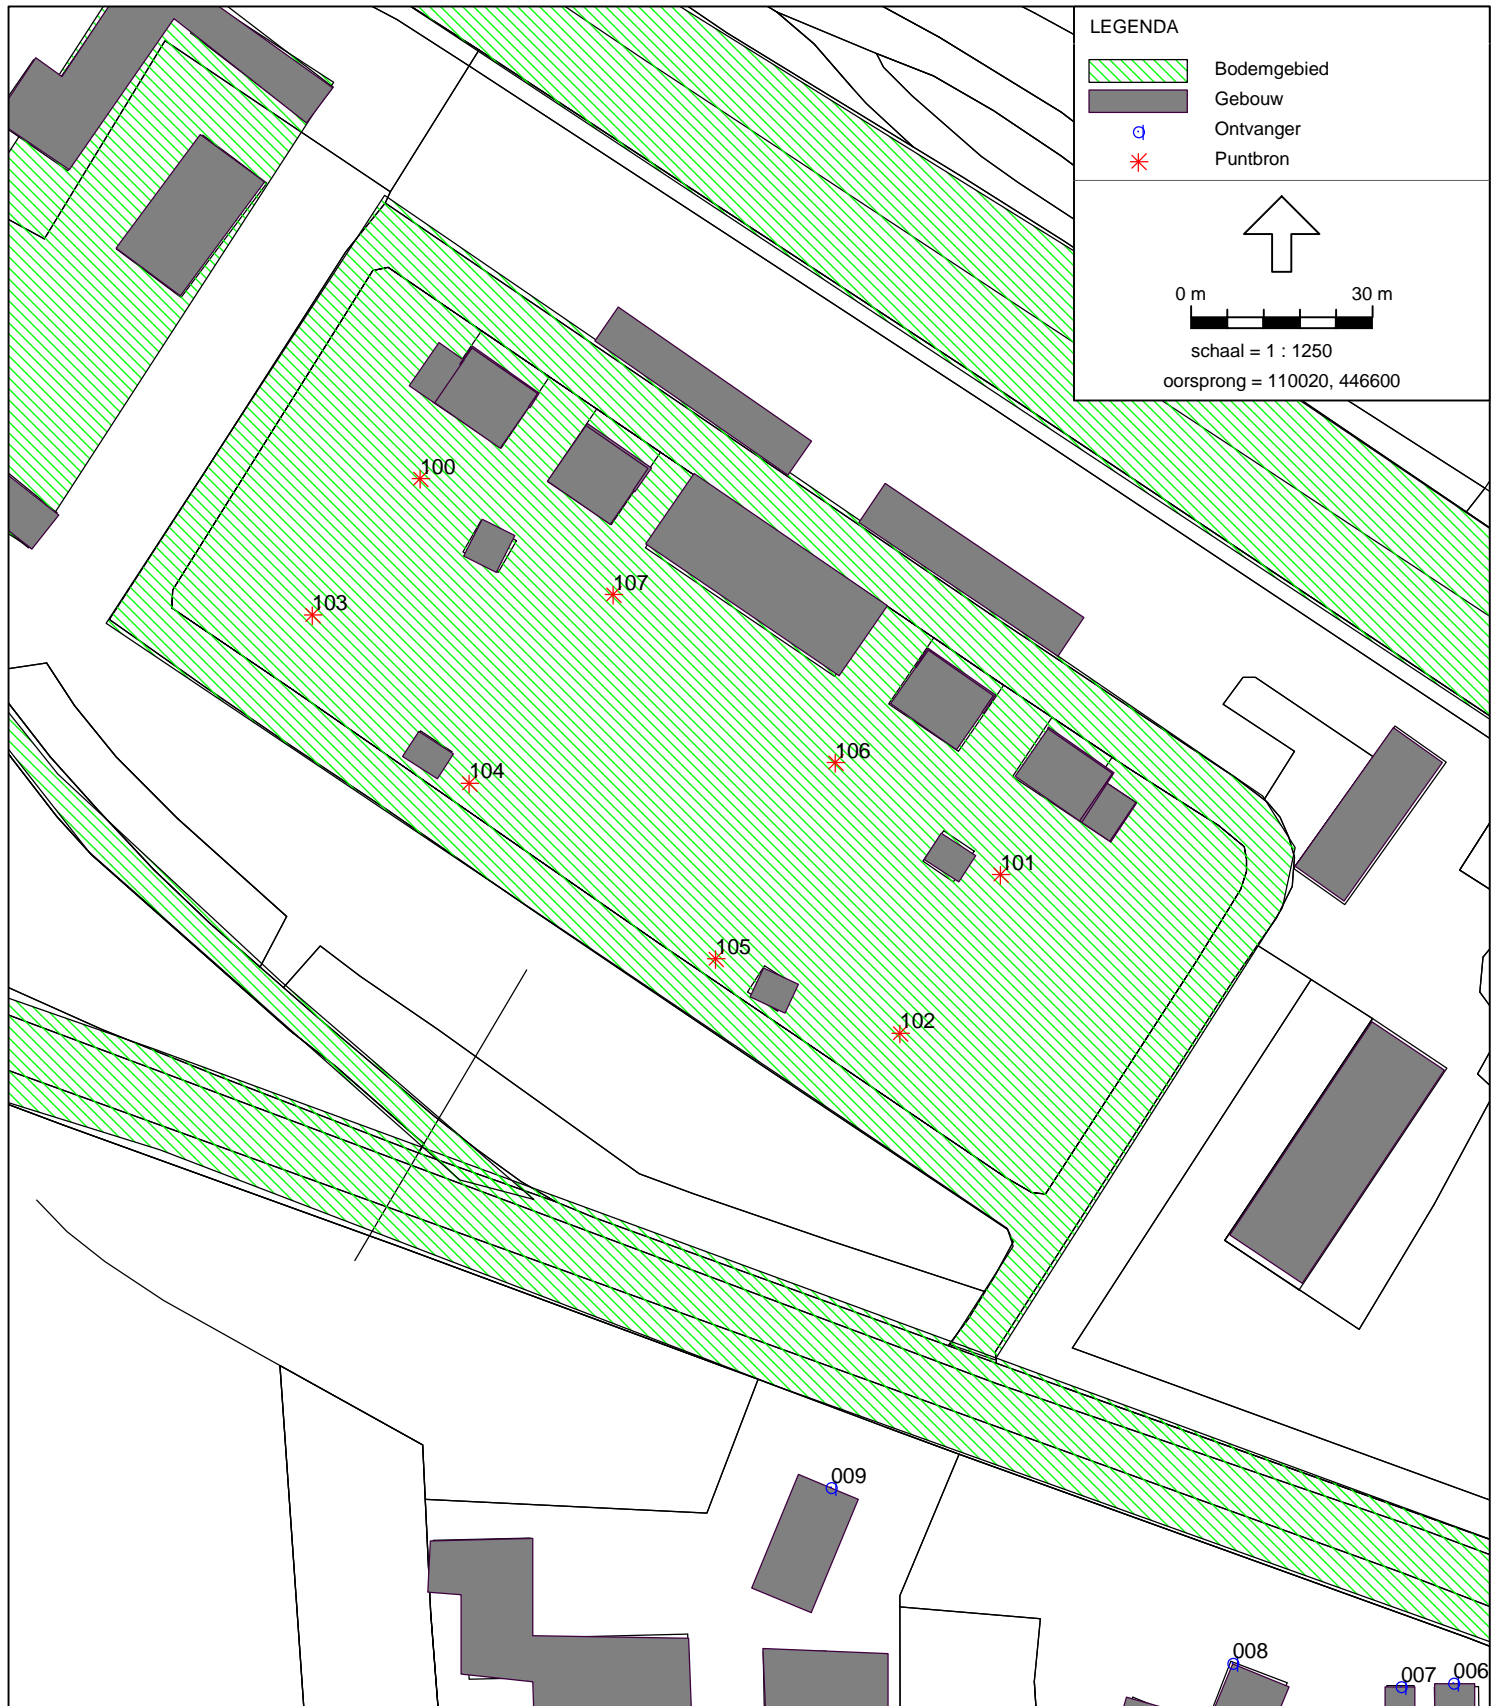 LEGENDA
Bodemgebied
Gebouw
Ontvanger
Puntbron
0 m 30 m
schaal = 1 : 1250
oorsprong = 110020, 446600
100
107
103
106
104
101
105
102
009
008
007
006